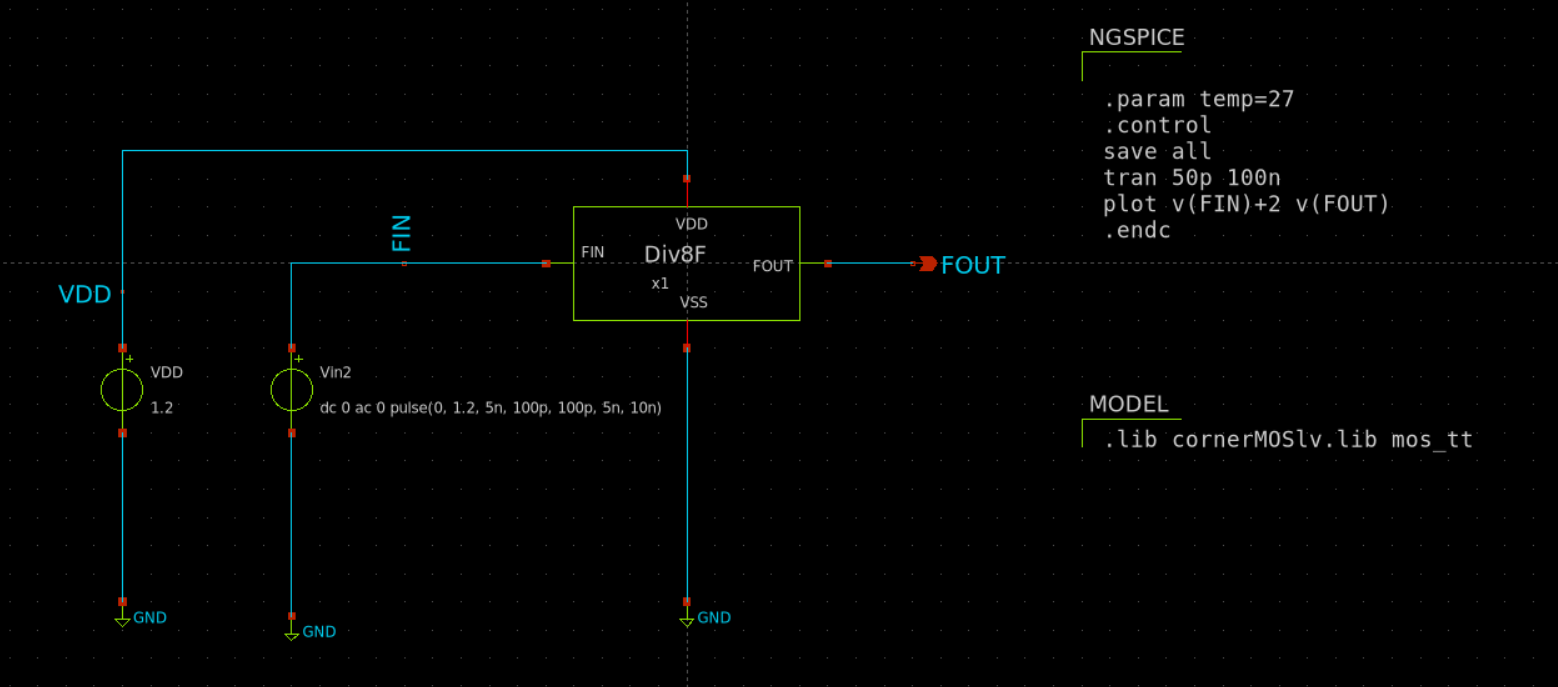 NGSPICE
.param temp=27
.control
save all
tran 50p 100n
plot v(FIN)+2 v(FOUT)
.endc
FIN
VDD
FIN
Div8F
FOUT
x1
VSS
FOUT
VDD
+
VDD
1.2
+
Vin2
dc 0 ac 0 pulse(0, 1.2, 5n, 100p, 100p, 5n, 10n)
MODEL
.lib cornerMOSlv.lib mos_tt
GND
GND
GND